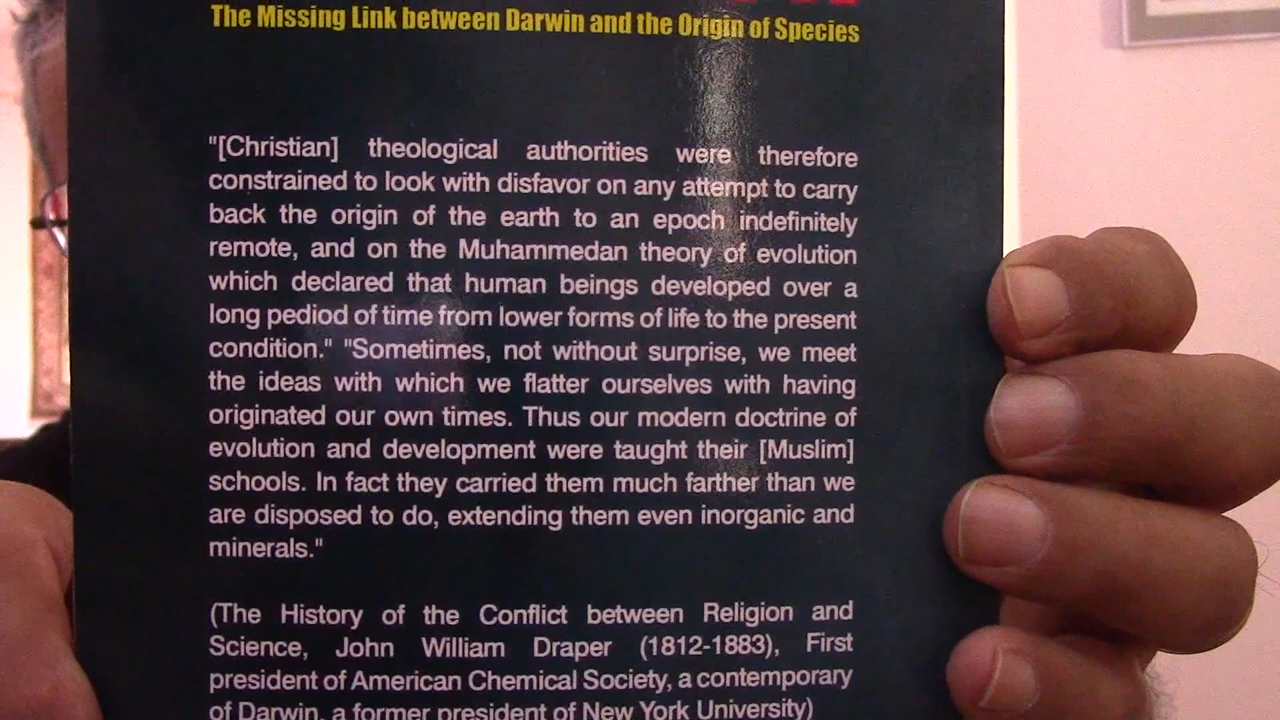 The Missing Link between Darwin and the Origin of Species
"[Christian] theological authorities were therefore
constrained to look with disfavor on any attempt to carry
back the origin of the earth to an epoch indefinitely
remote, and on the Muhammedan theory of evolution
which declared that human beings developed over a
long pediod of time from lower forms of life to the present
condition." "Sometimes, not without surprise, we meet
the ideas with which we flatter ourselves with having
originated our own times. Thus our modern doctrine of
evolution and development were taught their [Muslim]
schools. In fact they carried them much farther than we
are disposed to do, extending them even inorganic and
minerals."
(The History of the Conflict between Religion and
Science, John William Draper (1812-1883), First
president of American Chemical Society, a contemporary
of Darwin, a former president of New York University)